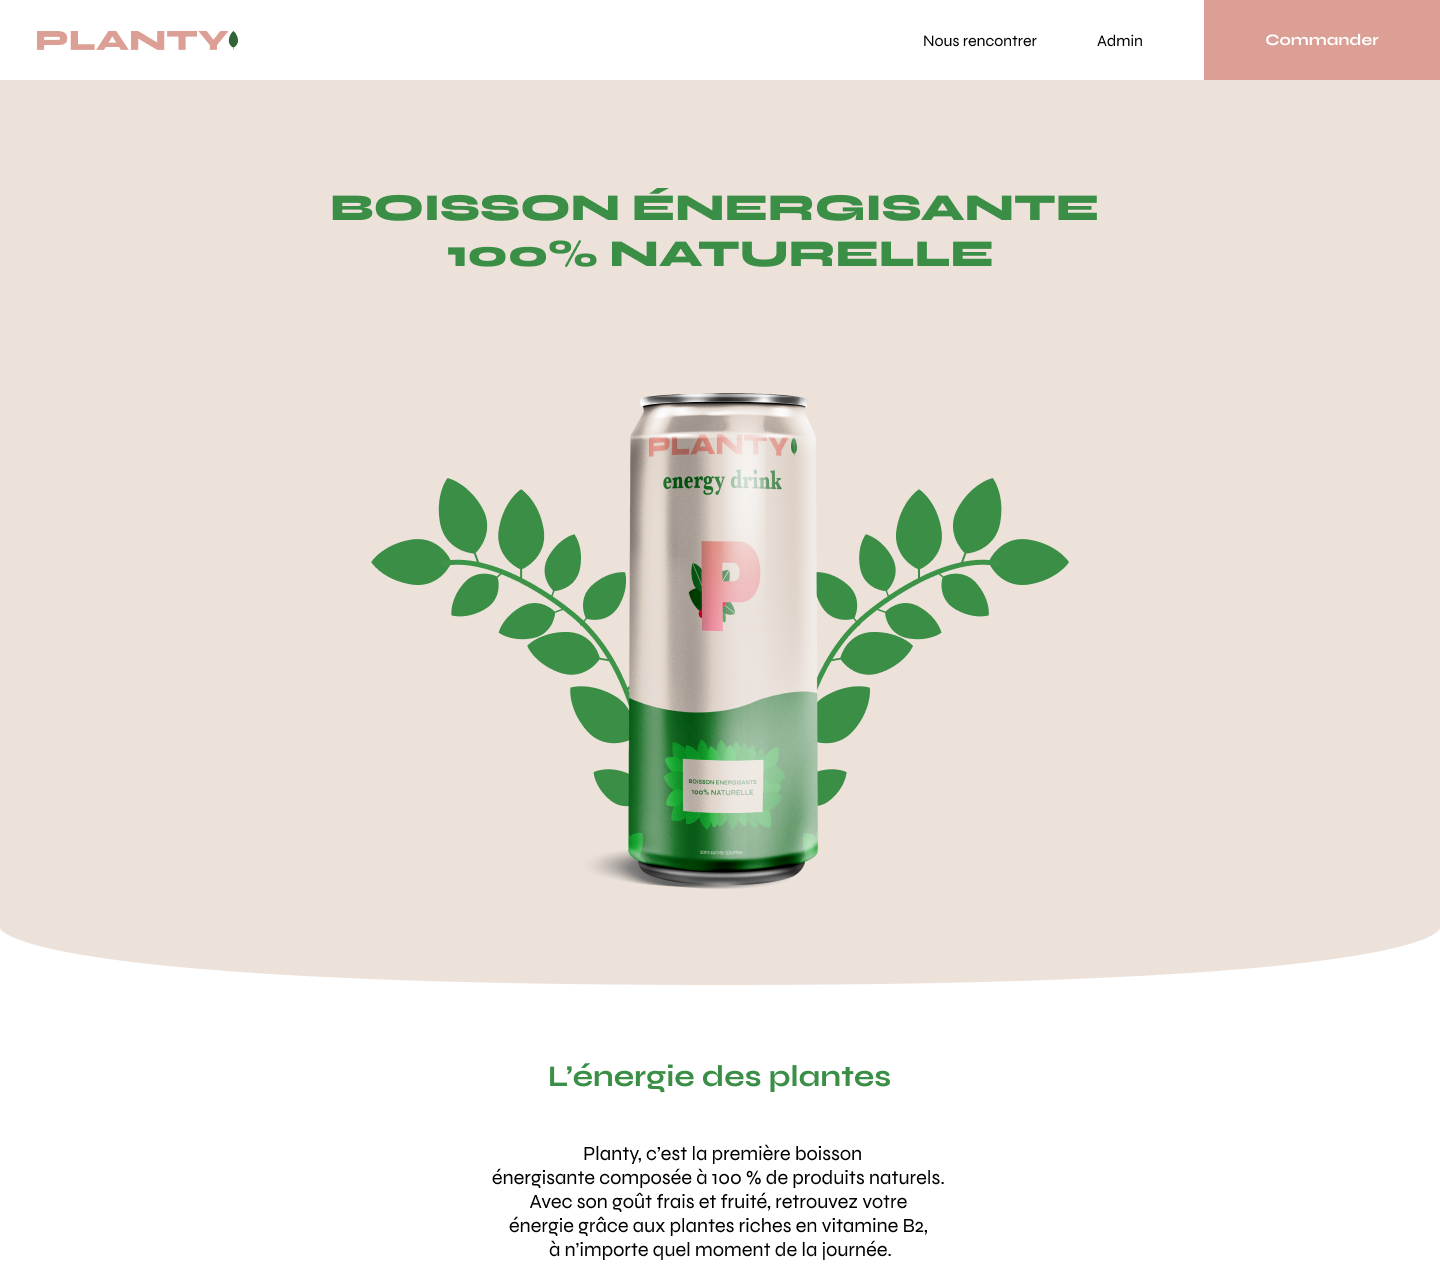 PLANTY
Nous rencontrer
Admin
Commander
BOISSON ÉNERGISANTE
100% NATURELLE
PLANTY
energy drink
P
BOISSON ENERGISANTE
100% NATURELLE
L’énergie des plantes
Planty, c’est la première boisson
énergisante composée à 100 % de produits naturels.
Avec son goût frais et fruité, retrouvez votre
énergie grâce aux plantes riches en vitamine B2,
à n’importe quel moment de la journée.